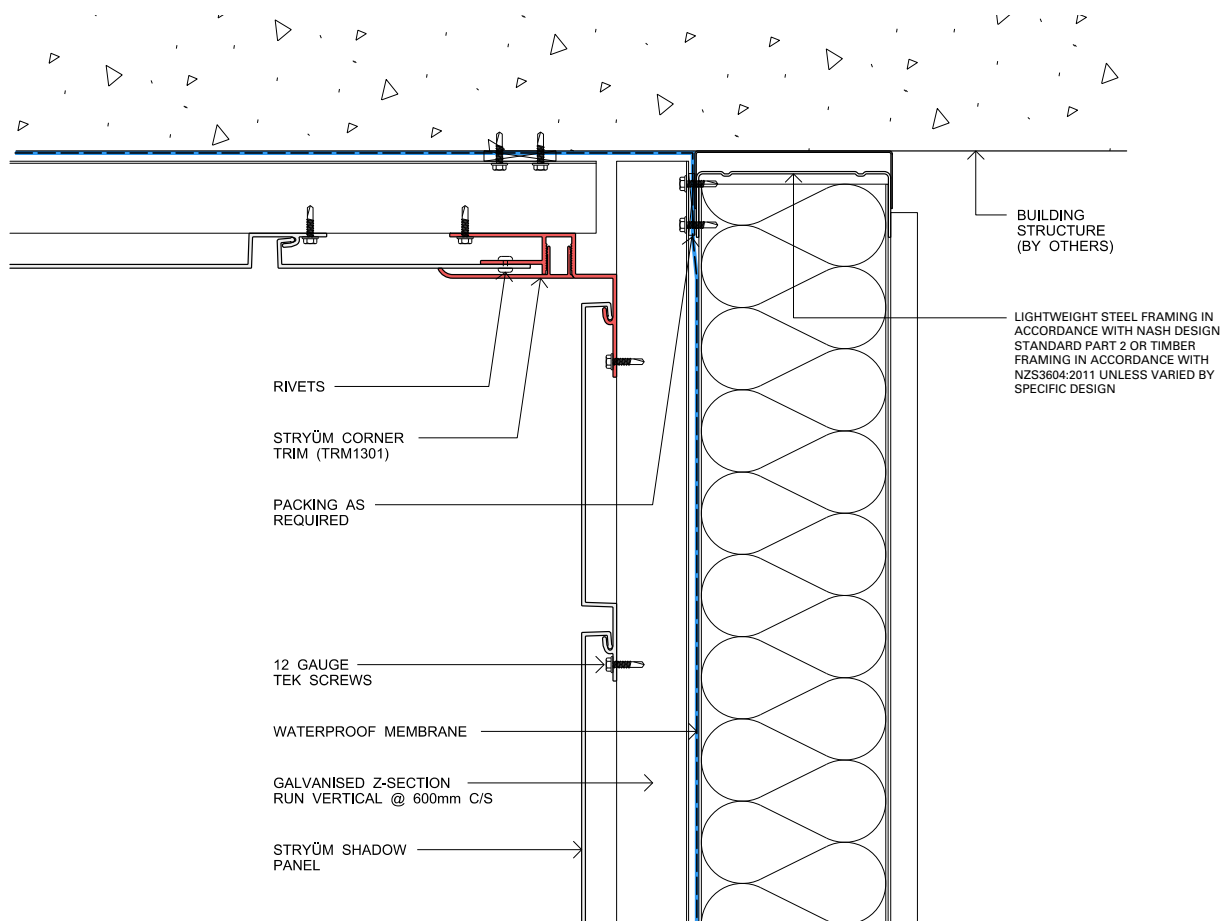 BUILDING
STRUCTURE
(BY OTHERS)
LIGHTWEIGHT STEEL FRAMING IN
ACCORDANCE WITH NASH DESIGN
STANDARD PART 2 OR TIMBER
FRAMING IN ACCORDANCE WITH
NZS3604:2011 UNLESS VARIED BY
SPECIFIC DESIGN
RIVETS
STRYÜM CORNER
TRIM (TRM1301)
PACKING AS
REQUIRED
12 GAUGE
TEK SCREWS
WATERPROOF MEMBRANE
GALVANISED Z-SECTION
RUN VERTICAL @ 600mm C/S
STRYÜM SHADOW
PANEL